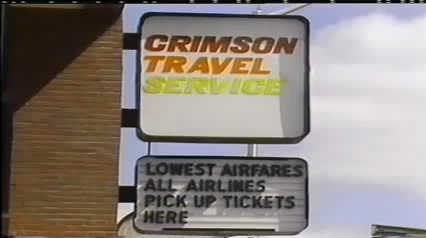 CRIMSON
TRAVEL
SERVICE
LOWEST AIRFARES
ALL AIRLINES
PICK UP TICKETS
HERE